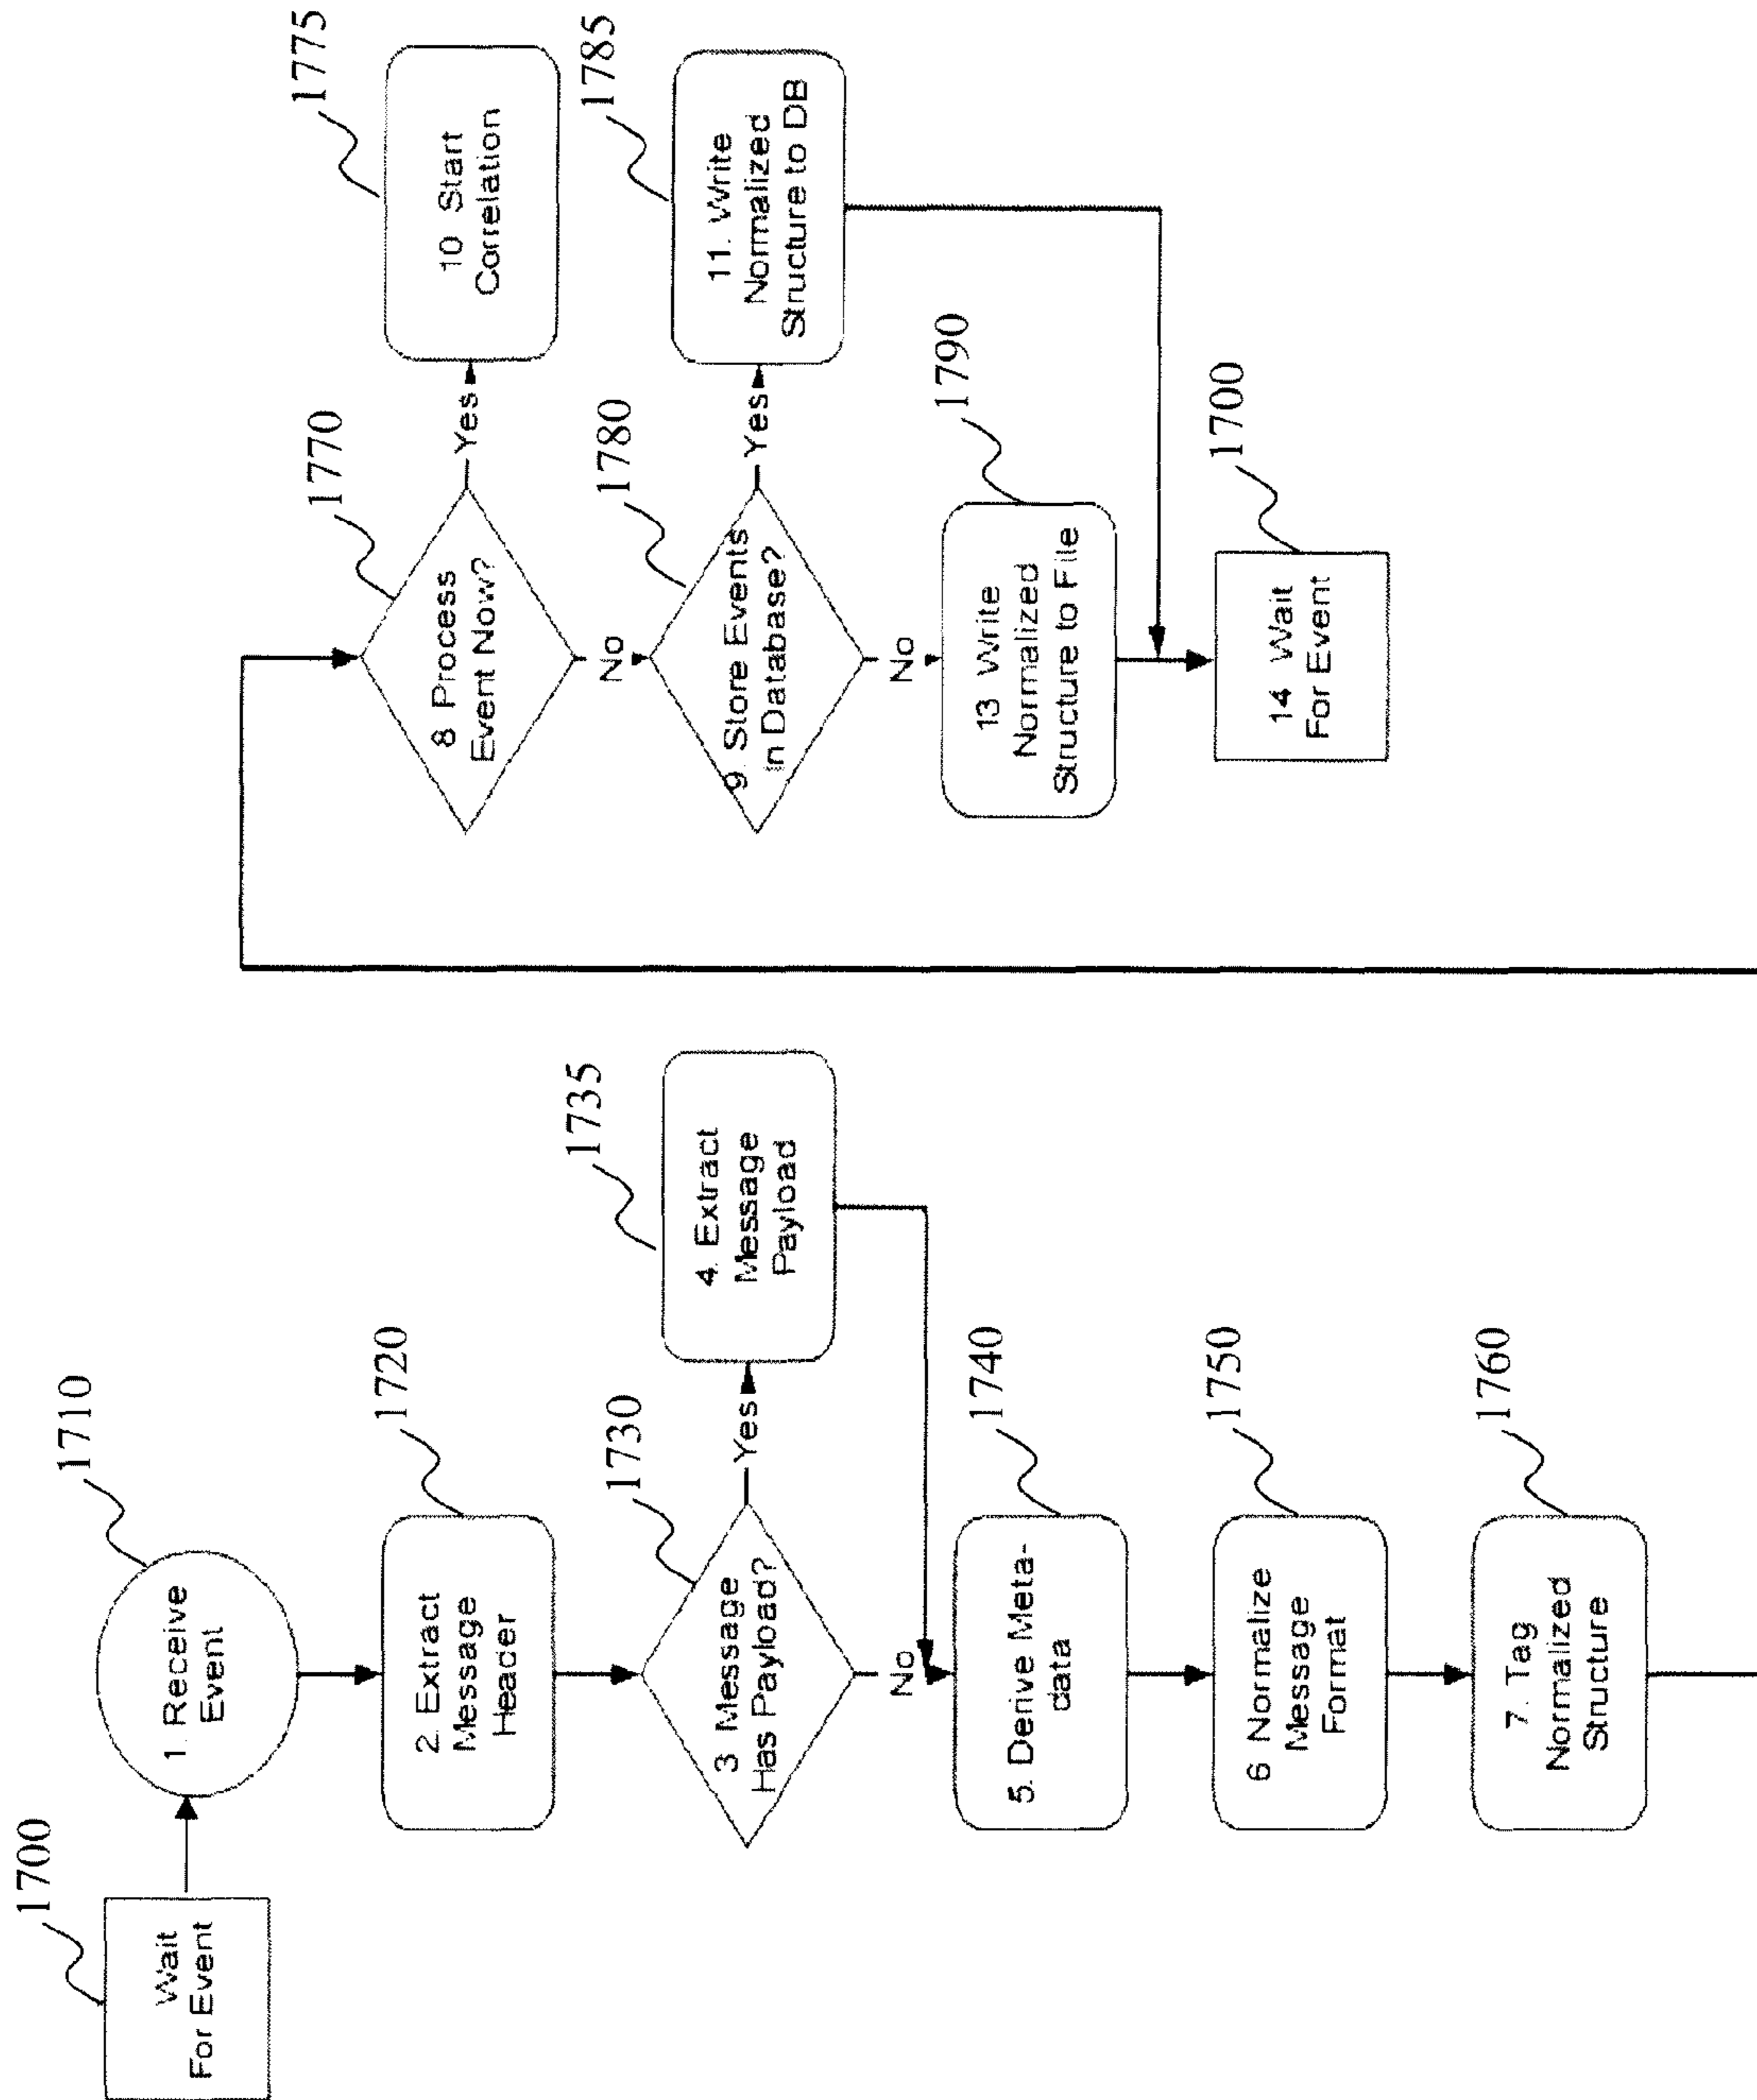 1700
Wait
For Event
1710
1. Receive
Event
1720
2. Extract
Message
Header
1730
3 Message
Has Payload?
Yes
No
1735
4. Extract
Message
Payload
1740
5. Derive Meta-
data
1750
6 Normalize
Message
Format
1760
7. Tag
Normalized
Structure
1770
8 Process
Event Now?
Yes
No
1775
10 Start
Correlation
1780
9. Store Events
in Database?
Yes
No
1785
11. Write
Normalized
Structure to DB
1790
13 Write
Normalized
Structure to File
1700
14 Wait
For Event